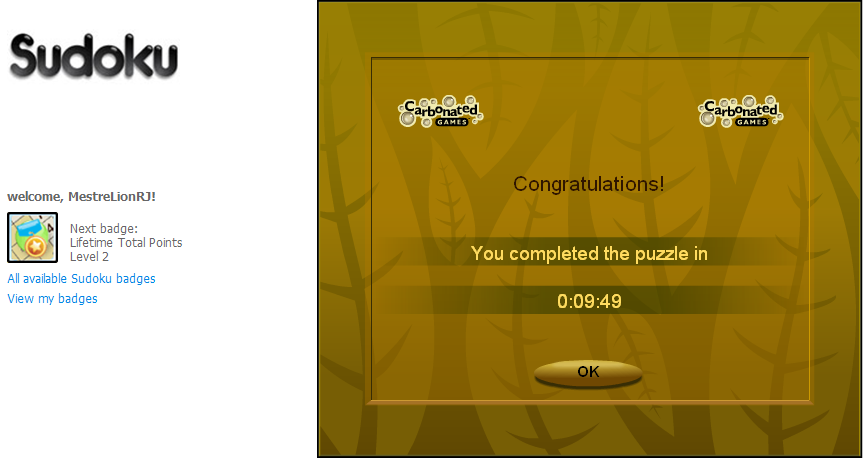 Sudoku
welcome, MestreLionRJ!
Next badge:
Lifetime Total Points
Level 2
All available Sudoku badges
View my badges
Carbonated
GAMES
Carbonated
GAMES
Congratulations!
You completed the puzzle in
0:09:49
OK